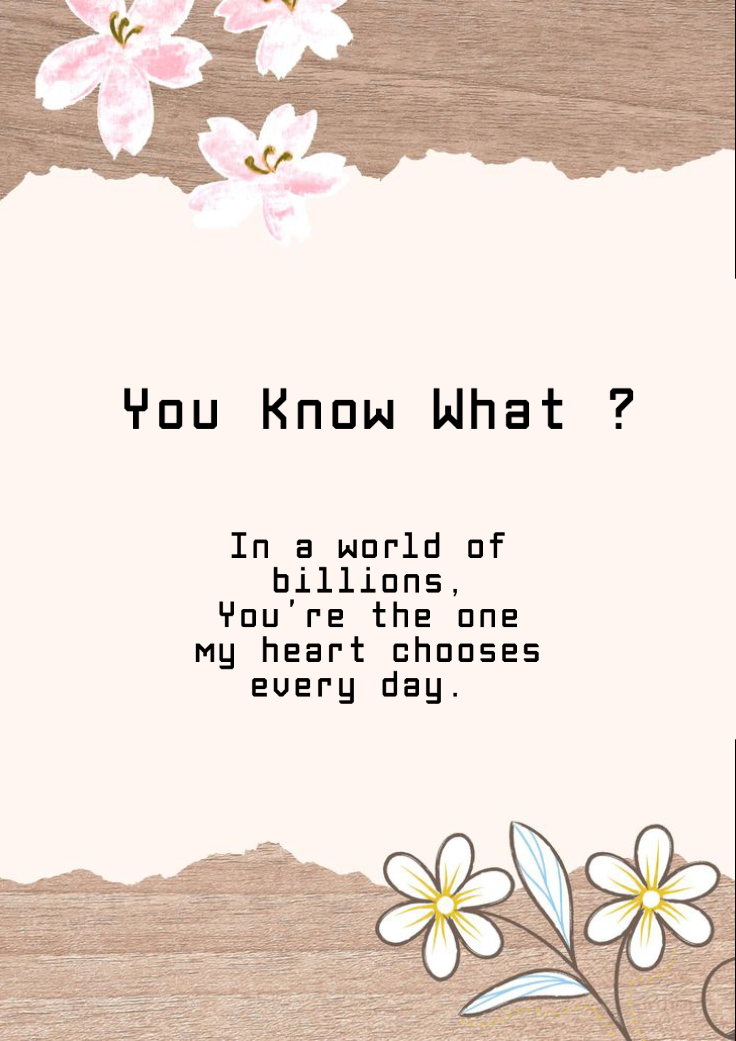 You Know What ?
In a world of
billions,
You're the one
my heart chooses
every day.